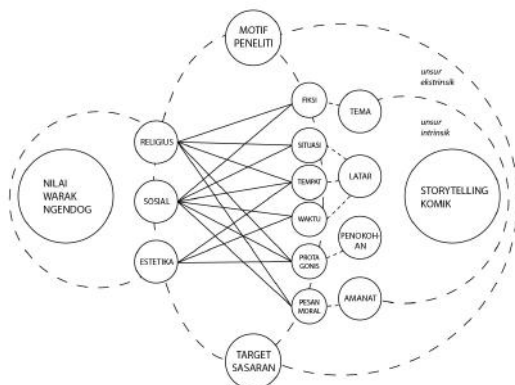 MOTIF
PENELITI
unsur
ekstrinsik
FIKSI
TEMA
unsur
intrinsik
RELIGIUS
SITUASI
TEMPAT
LATAR
NILAI
WARAK
NGENDOG
SOSIAL
STORYTELLING
KOMIK
WAKTU
PENOKOH-
AN
ESTETIKA
PROTA
GONIS
PESAN
MORAL
AMANAT
TARGET
SASARAN